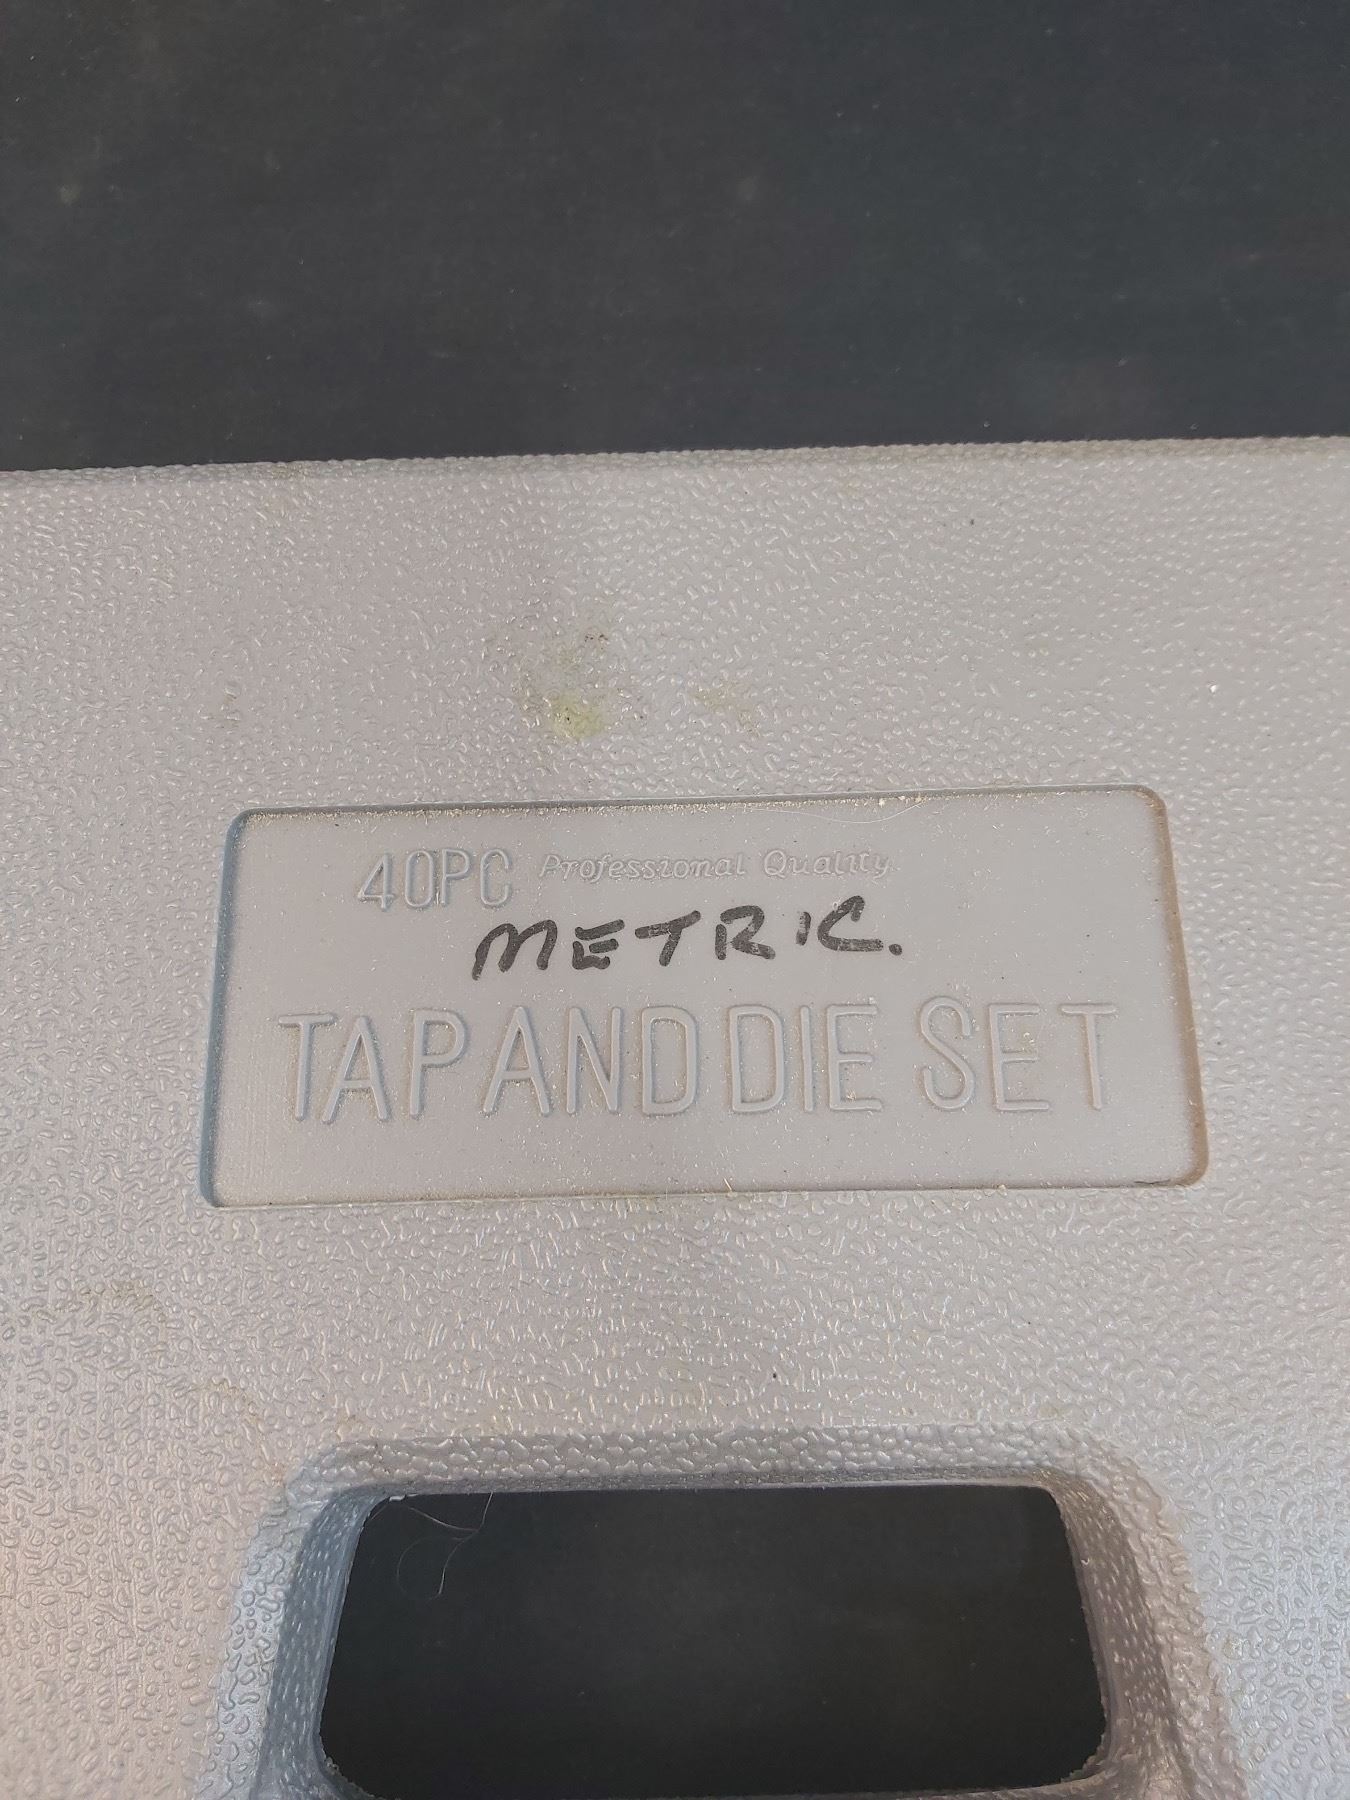 40PC Professional Quality
METRIC.
TAP AND DIE SET